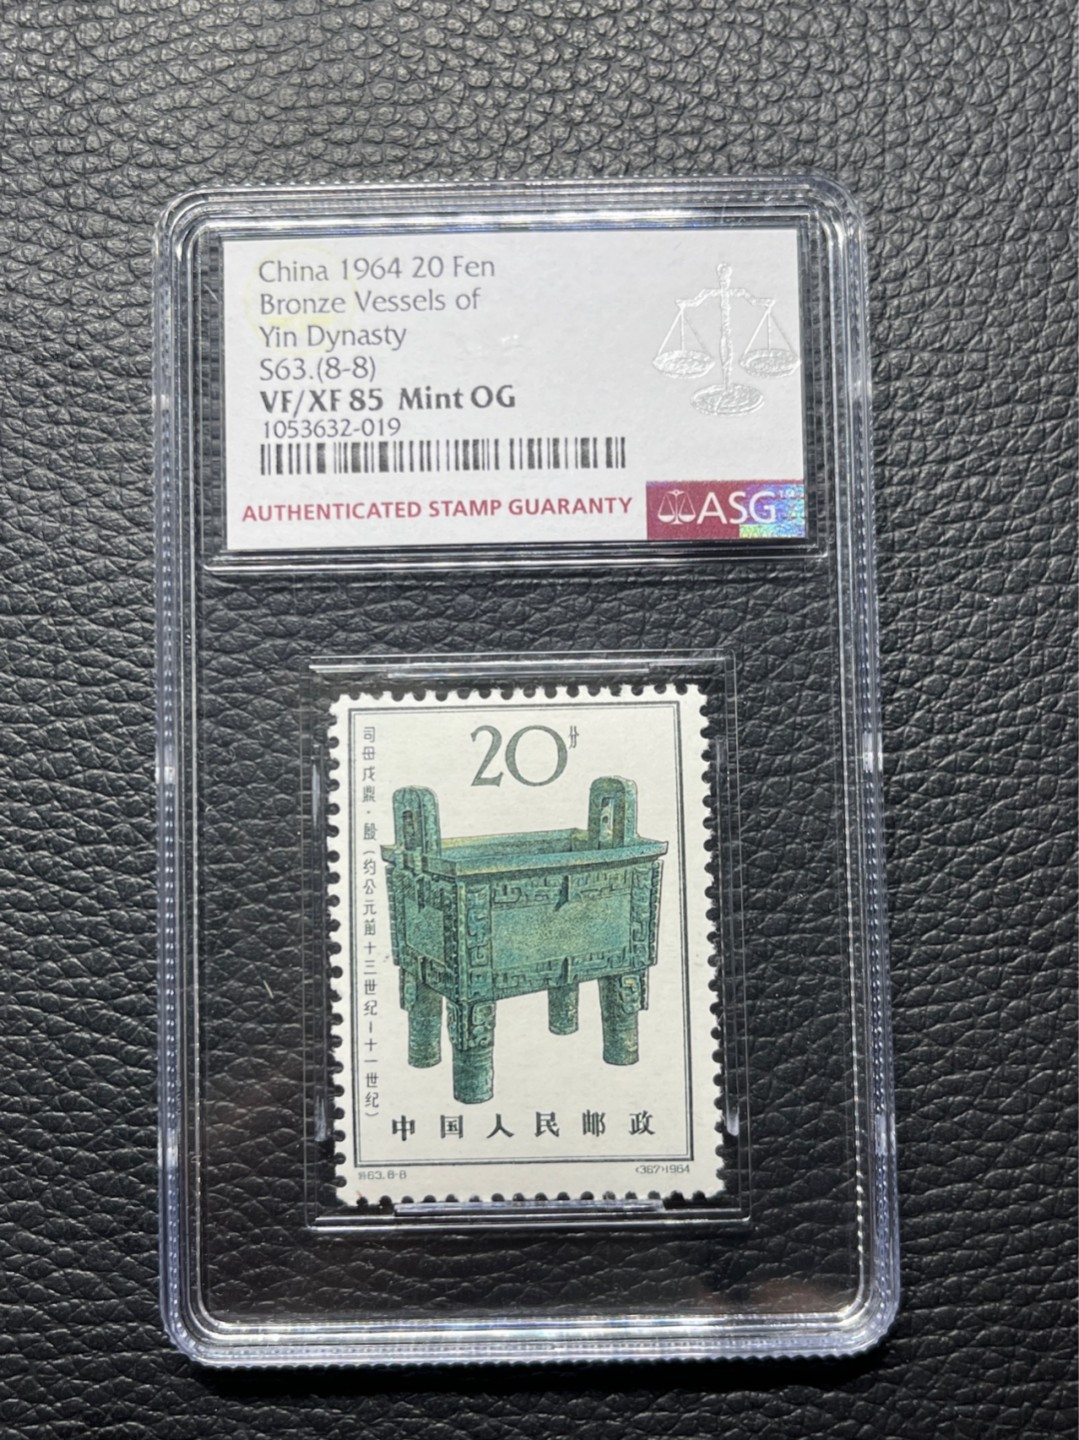 China 1964 20 Fen
Bronze Vessels of
Yin Dynasty
S63.(8-8)
VF/XF 85 Mint OG
1053632-019
AUTHENTICATED STAMP GUARANTY
ASG™
20分
司母戊鼎·殷(约公元前十三世纪—十一世纪)
中国人民邮政
特63.8-8
<367>1964